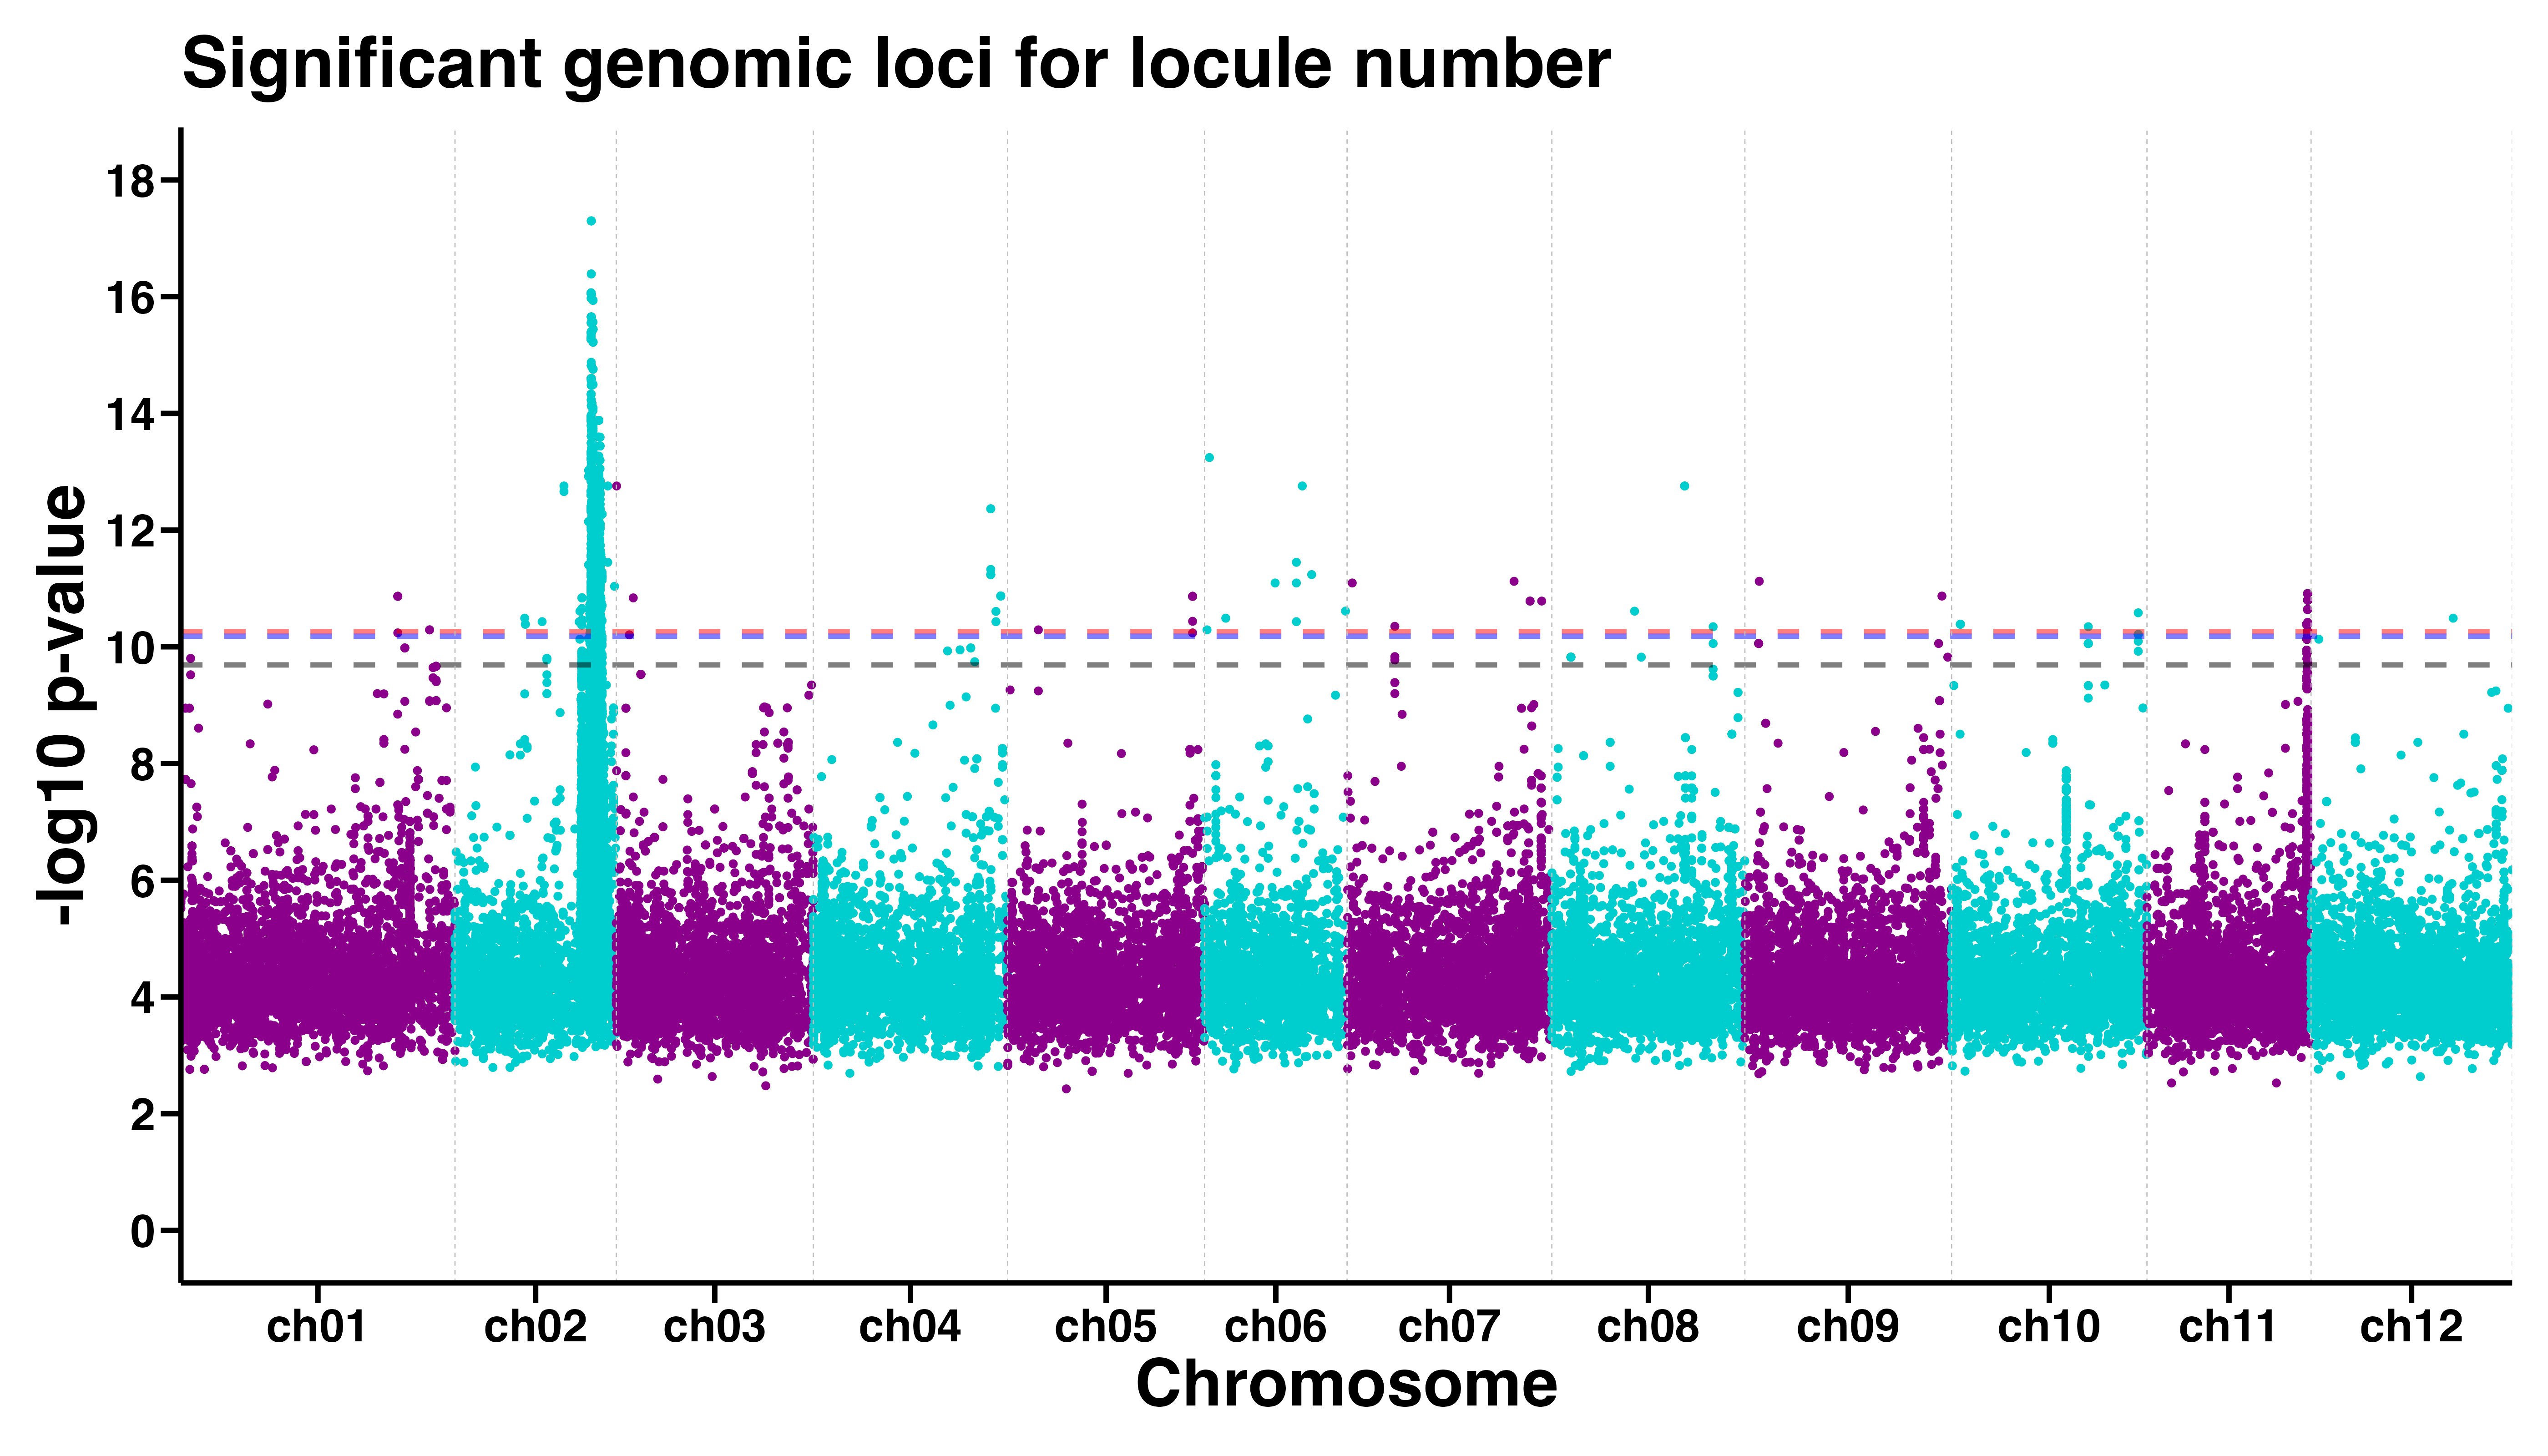 Significant genomic loci for locule number
-log10 p-value
18
16
14
12
10
8
6
4
2
0
ch01 ch02 ch03 ch04 ch05 ch06 ch07 ch08 ch09 ch10 ch11 ch12
Chromosome